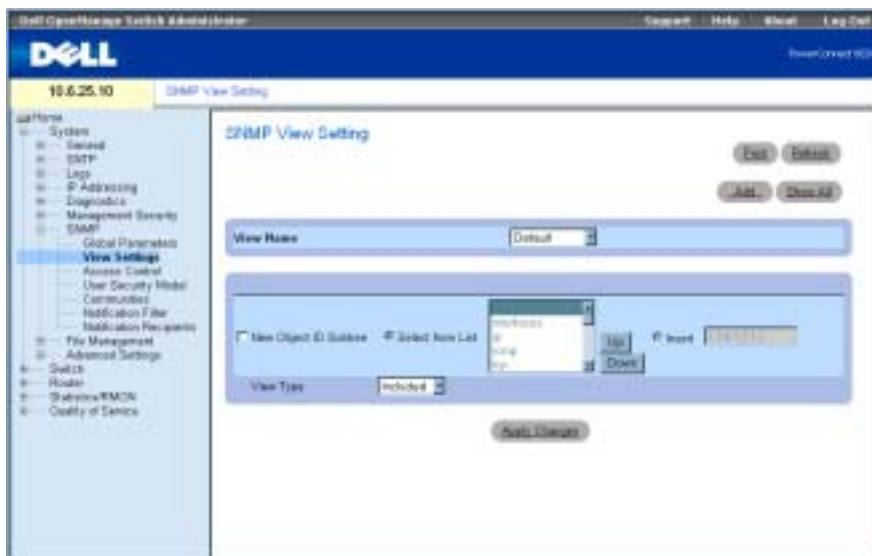 Dell OpenManage Switch Administrator
Support Help About Log Out
DELL
PowerConnect
10.6.25.10
SNMP View Setting
Home
System
General
SNTP
Logs
IP Addressing
Diagnostics
Management Security
SNMP
Global Parameters
View Settings
Access Control
User Security Model
Communities
Notification Filter
Notification Recipients
File Management
Advanced Settings
Switch
Router
Statistics/RMON
Quality of Service
SNMP View Setting
Print Refresh
Add Show All
View Name Default
New Object ID Subtree Select from List
interfaces
ip
icmp
tcp
Up
Down
Insert
View Type Included
Apply Changes